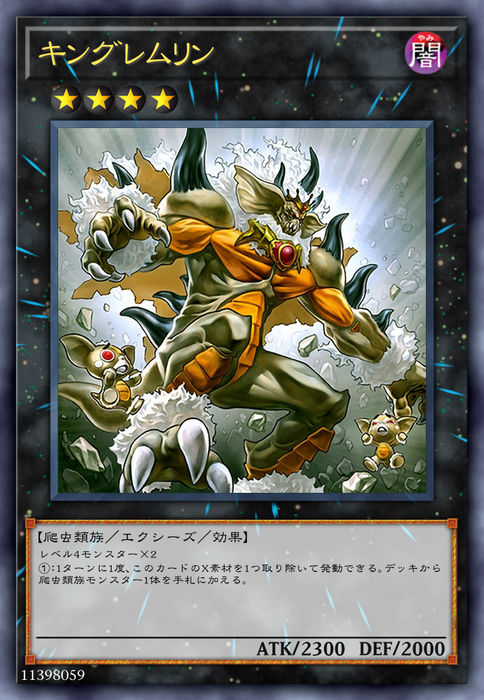 キングレムリン
やみ
闇
【爬虫類族／エクシーズ／効果】
レベル4モンスター×2
①:1ターンに1度、このカードのX素材を1つ取り除いて発動できる。デッキから
爬虫類族モンスター1体を手札に加える。
ATK/2300 DEF/2000
11398059